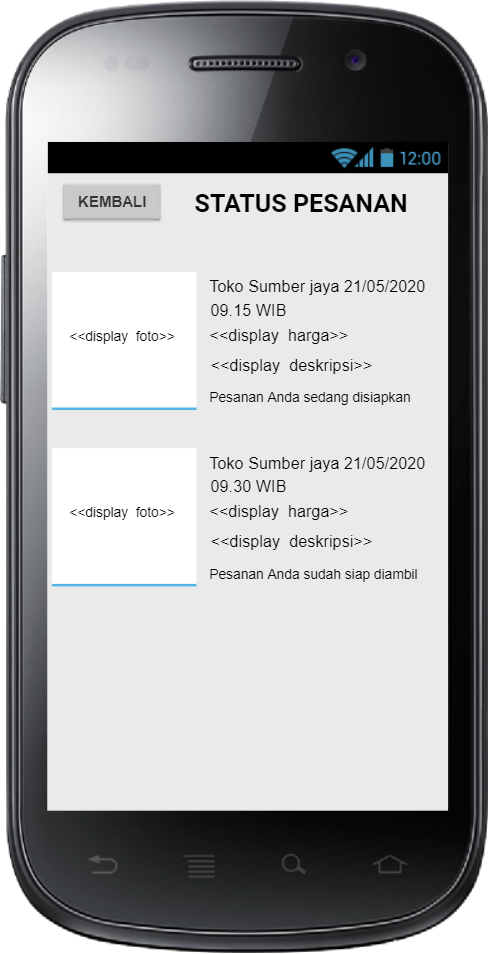 12:00
KEMBALI
STATUS PESANAN
<<display foto>>
Toko Sumber jaya 21/05/2020
09.15 WIB
<<display harga>>
<<display deskripsi>>
Pesanan Anda sedang disiapkan
<<display foto>>
Toko Sumber jaya 21/05/2020
09.30 WIB
<<display harga>>
<<display deskripsi>>
Pesanan Anda sudah siap diambil